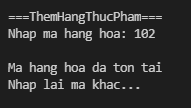 ===ThemHangThucPham===
Nhap ma hang hoa: 102
Ma hang hoa da ton tai
Nhap lai ma khac...